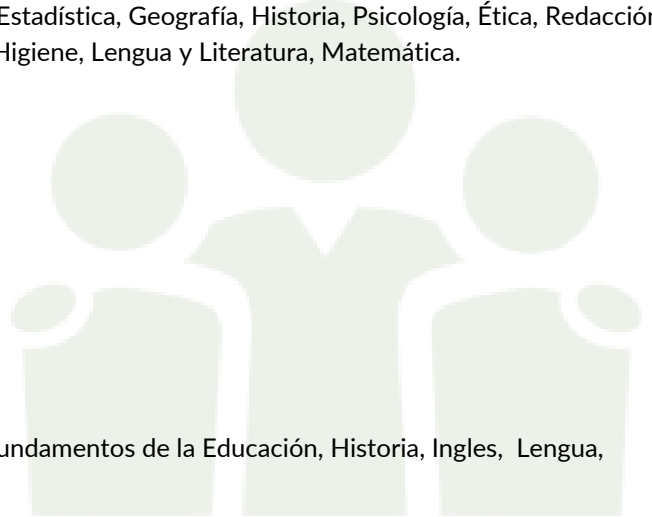 Estadística, Geografía, Historia, Psicología, Ética, Redacción
Higiene, Lengua y Literatura, Matemática.
undamentos de la Educación, Historia, Ingles,  Lengua,